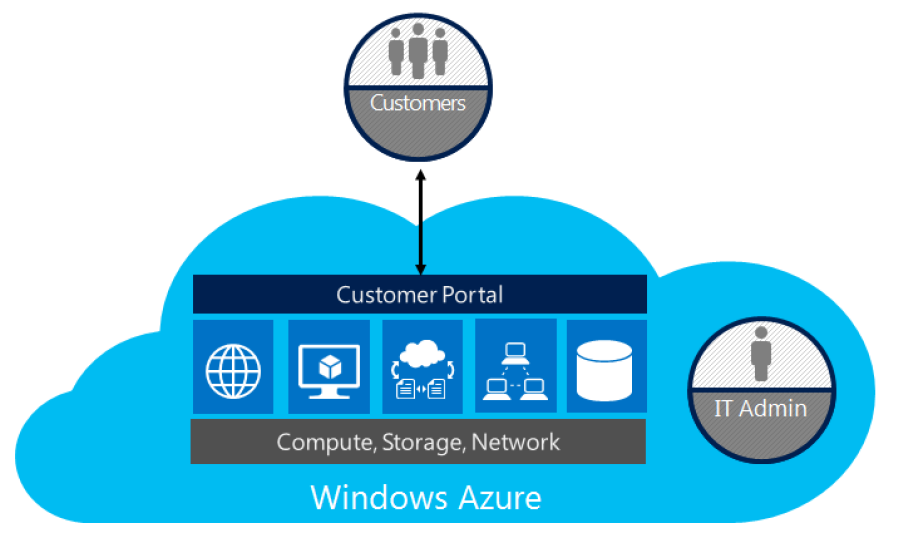 Customers
Customer Portal
IT Admin
Compute, Storage, Network
Windows Azure